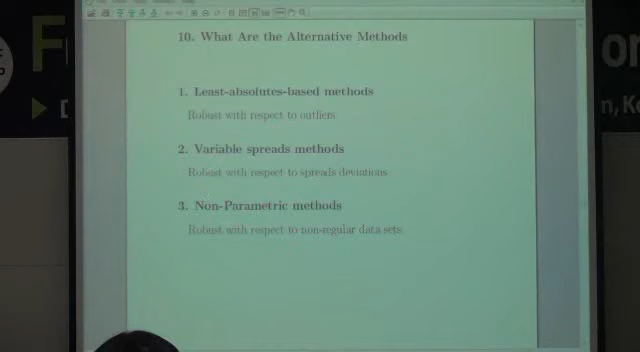 10. What Are the Alternative Methods
1. Least-absolutes-based methods
Robust with respect to outliers
2. Variable spreads methods
Robust with respect to spreads deviations
3. Non-Parametric methods
Robust with respect to non-regular data sets.